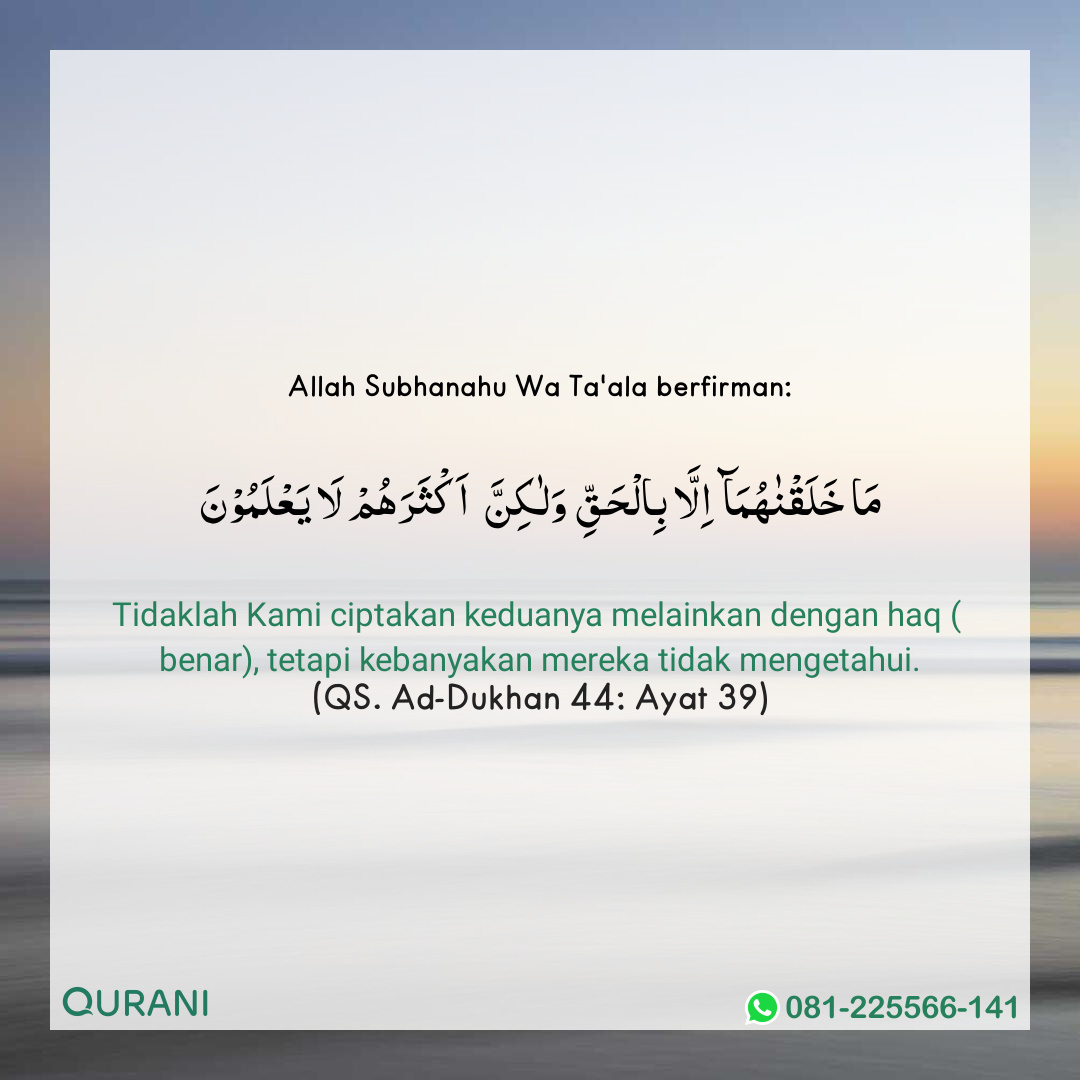 Allah Subhanahu Wa Ta'ala berfirman:
مَا خَلَقْنٰهُمَاۤ اِلَّا بِالْحَـقِّ وَلٰكِنَّ اَكْثَرَهُمْ لَا يَعْلَمُوْنَ
Tidaklah Kami ciptakan keduanya melainkan dengan haq (
benar), tetapi kebanyakan mereka tidak mengetahui.
(QS. Ad-Dukhan 44: Ayat 39)
QURANI
081-225566-141